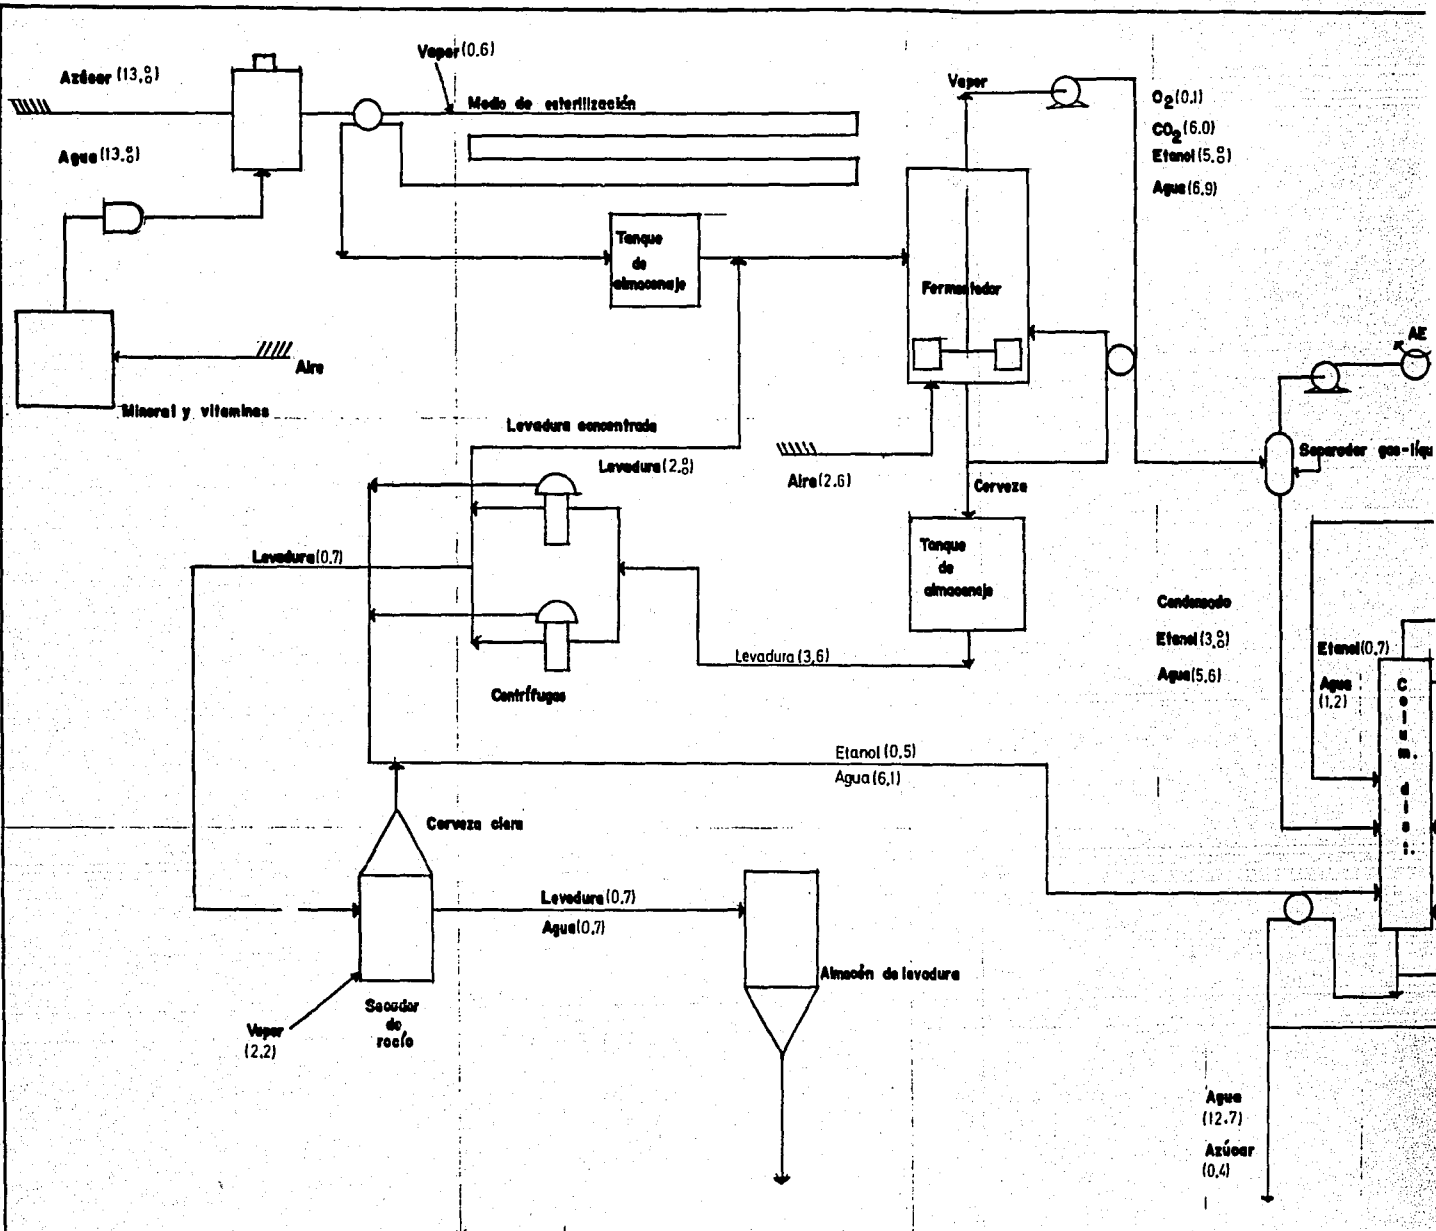 Azúcar (13,0)
Agua (13,0)
Vapor (0.6)
Medio de esterilización
Vapor
O2 (0.1)
CO2 (6.0)
Etanol (5,0)
Agua (6,9)
Tanque
de
almacenaje
Fermentador
Aire
Mineral y vitaminas
AE
Separador gas-líqu
Levadura concentrada
Levadura (2.0)
Aire (2.6)
Cerveza
Tanque
de
almacenaje
Levadura (0.7)
Centrífugas
Levadura (3,6)
Condensado
Etanol (3,0)
Agua (5.6)
Etanol (0,7)
Agua
(1,2)
Colum. dist.
Etanol (0,5)
Agua (6,1)
Cerveza clara
Levadura (0,7)
Agua (0,7)
Almacén de levadura
Secador
de
rocío
Vapor
(2,2)
Agua
(12.7)
Azúcar
(0,4)